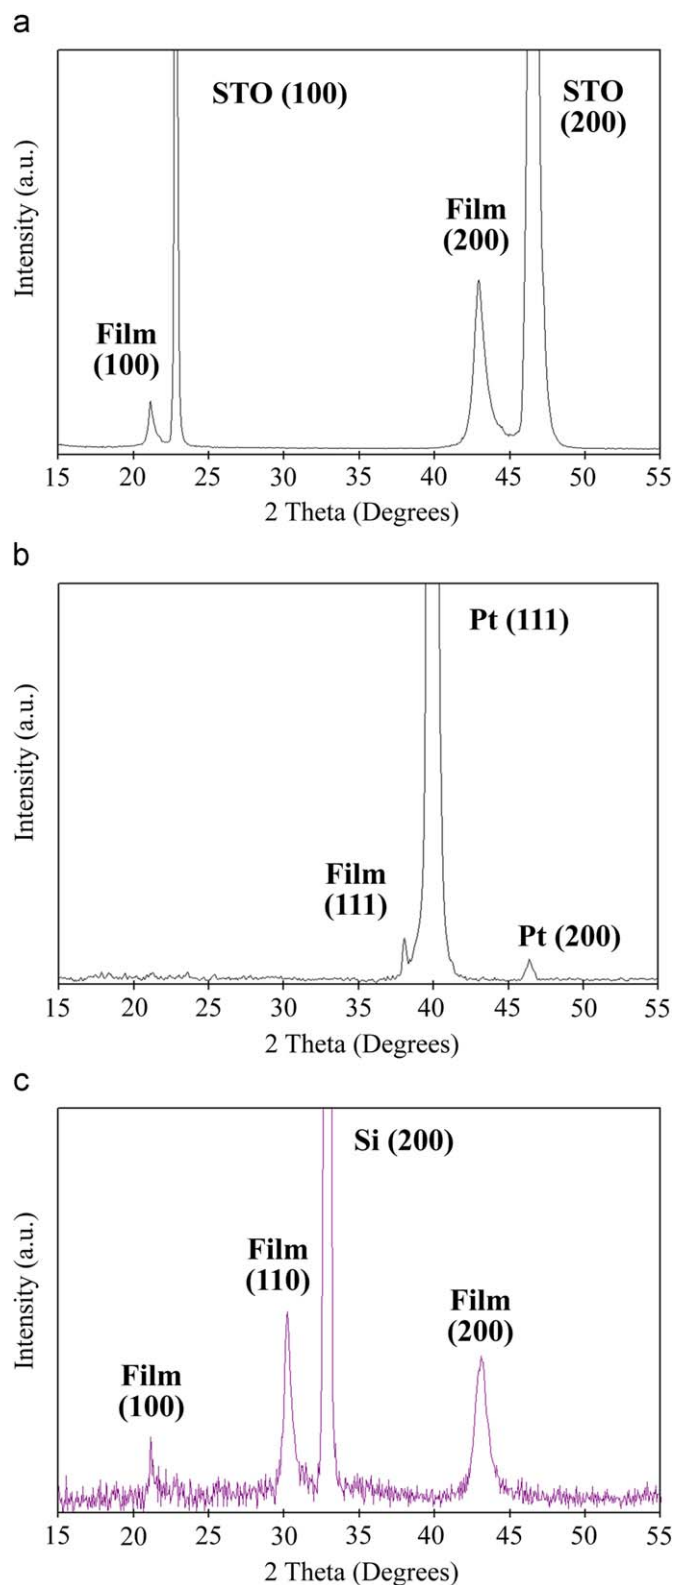 a
STO (100)
STO
(200)
Film
(200)
Film
(100)
Intensity (a.u.)
15 20 25 30 35 40 45 50 55
2 Theta (Degrees)
b
Pt (111)
Film
(111)
Pt (200)
Intensity (a.u.)
15 20 25 30 35 40 45 50 55
2 Theta (Degrees)
c
Si (200)
Film
(110)
Film
(200)
Film
(100)
Intensity (a.u.)
15 20 25 30 35 40 45 50 55
2 Theta (Degrees)